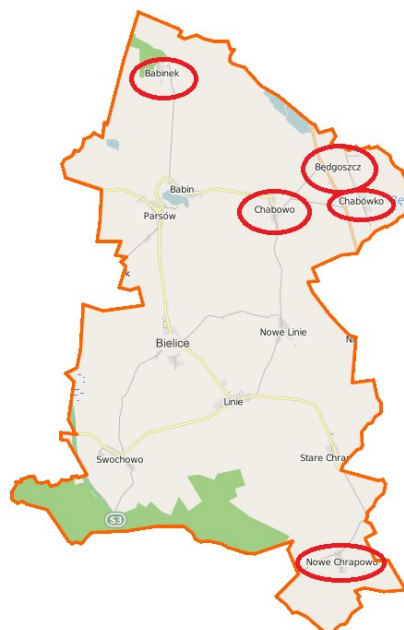 Babinek
Będgoszcz
Babin
Chabówko
Parsów
Chabowo
Nowe Linie
Bielice
Linie
Swochowo
Stare Chrap
S3
Nowe Chrapowo